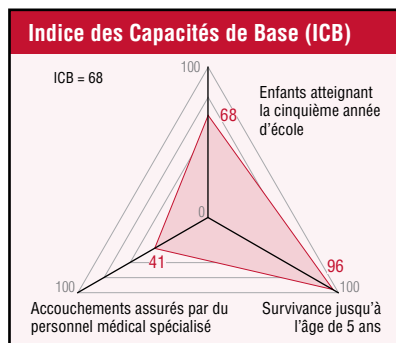 Indice des Capacités de Base (ICB)
100
ICB = 68
Enfants atteignant
la cinquième année
d'école
68
0
41
96
100
100
Accouchements assurés par du
personnel médical spécialisé
Survivance jusqu'à
l'âge de 5 ans